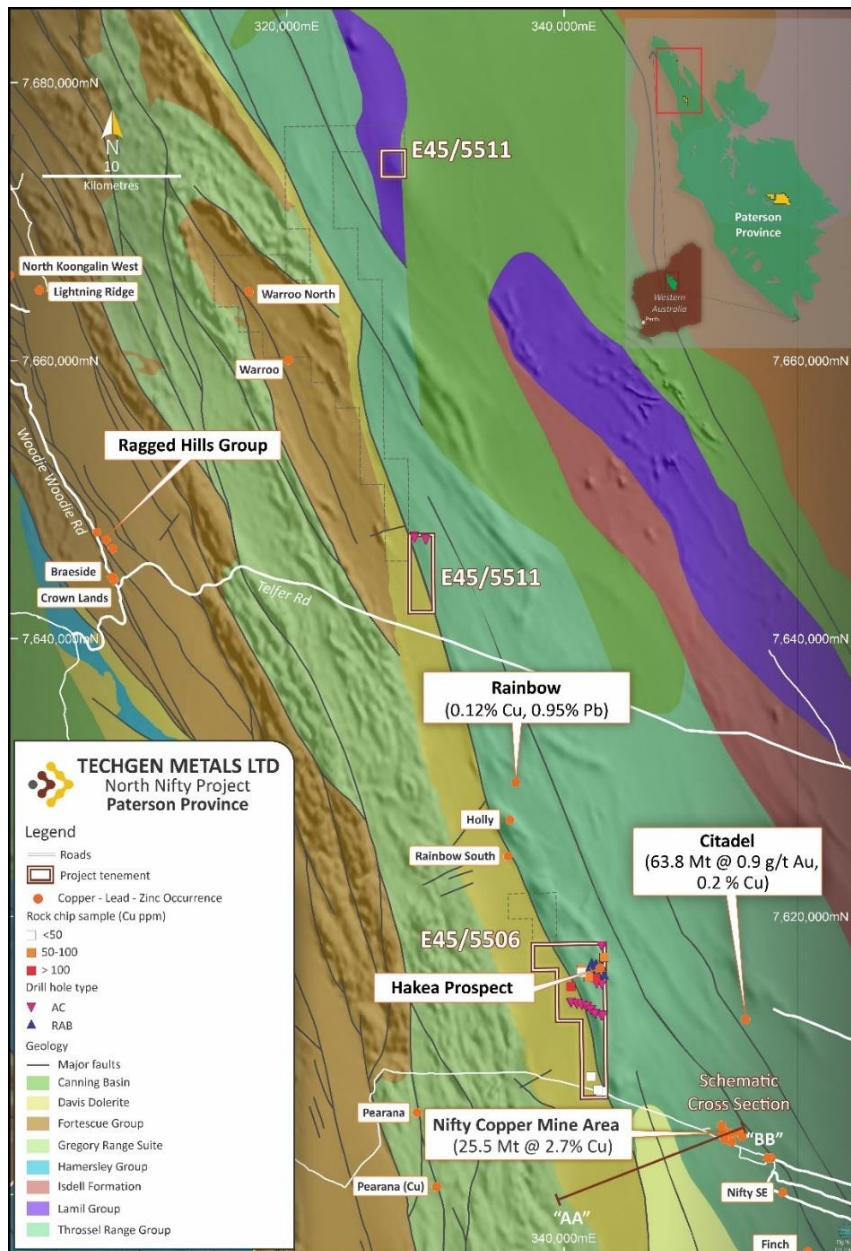 320,000mE
340,000mE
7,680,000mN
N
10
Kilometres
E45/5511
Paterson
Province
Western
Australia
Perth
North Koongalin West
Lightning Ridge
Warroo North
7,660,000mN
7,660,000mN
Warroo
Ragged Hills Group
Woodie Woodie Rd
Braeside
Crown Lands
Telfer Rd
E45/5511
7,640,000mN
7,640,000mN
Rainbow
(0.12% Cu, 0.95% Pb)
Holly
Rainbow South
Citadel
(63.8 Mt @ 0.9 g/t Au,
0.2 % Cu)
7,620,000mN
E45/5506
Hakea Prospect
Schematic
Cross Section
Pearana
Nifty Copper Mine Area
(25.5 Mt @ 2.7% Cu)
"BB"
Pearana (Cu)
Nifty SE
"AA"
340,000mE
Finch
TECHGEN METALS LTD
North Nifty Project
Paterson Province
Legend
Roads
Project tenement
Copper - Lead - Zinc Occurrence
Rock chip sample (Cu ppm)
<50
50-100
> 100
Drill hole type
AC
RAB
Geology
Major faults
Canning Basin
Davis Dolerite
Fortescue Group
Gregory Range Suite
Hamersley Group
Isdell Formation
Lamil Group
Throssel Range Group